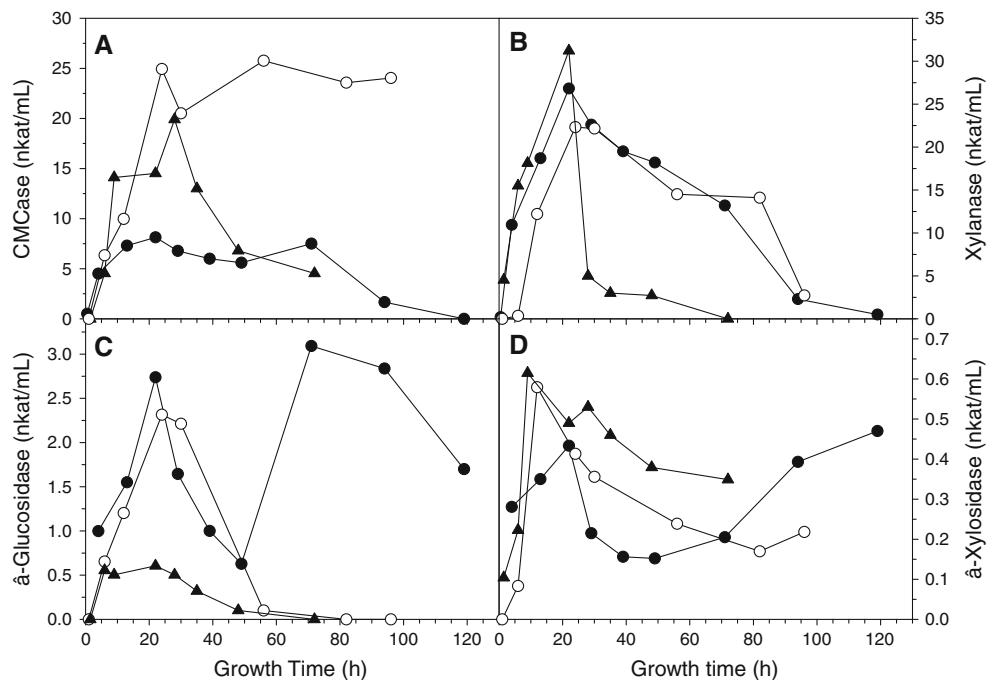 A
B
C
D
CMCase (nkat/mL)
30
25
20
15
10
5
0
Xylanase (nkat/mL)
35
30
25
20
15
10
5
0
â-Glucosidase (nkat/mL)
3.0
2.5
2.0
1.5
1.0
0.5
0.0
â-Xylosidase (nkat/mL)
0.7
0.6
0.5
0.4
0.3
0.2
0.1
0.0
0 20 40 60 80 100 120
0 20 40 60 80 100 120
Growth Time (h)
Growth time (h)